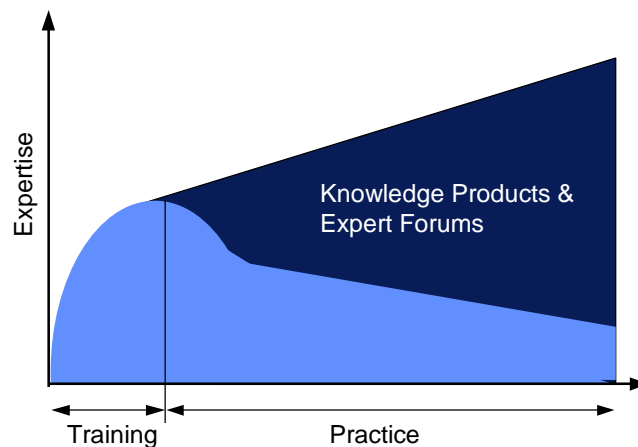 Expertise
Knowledge Products &
Expert Forums
Training
Practice